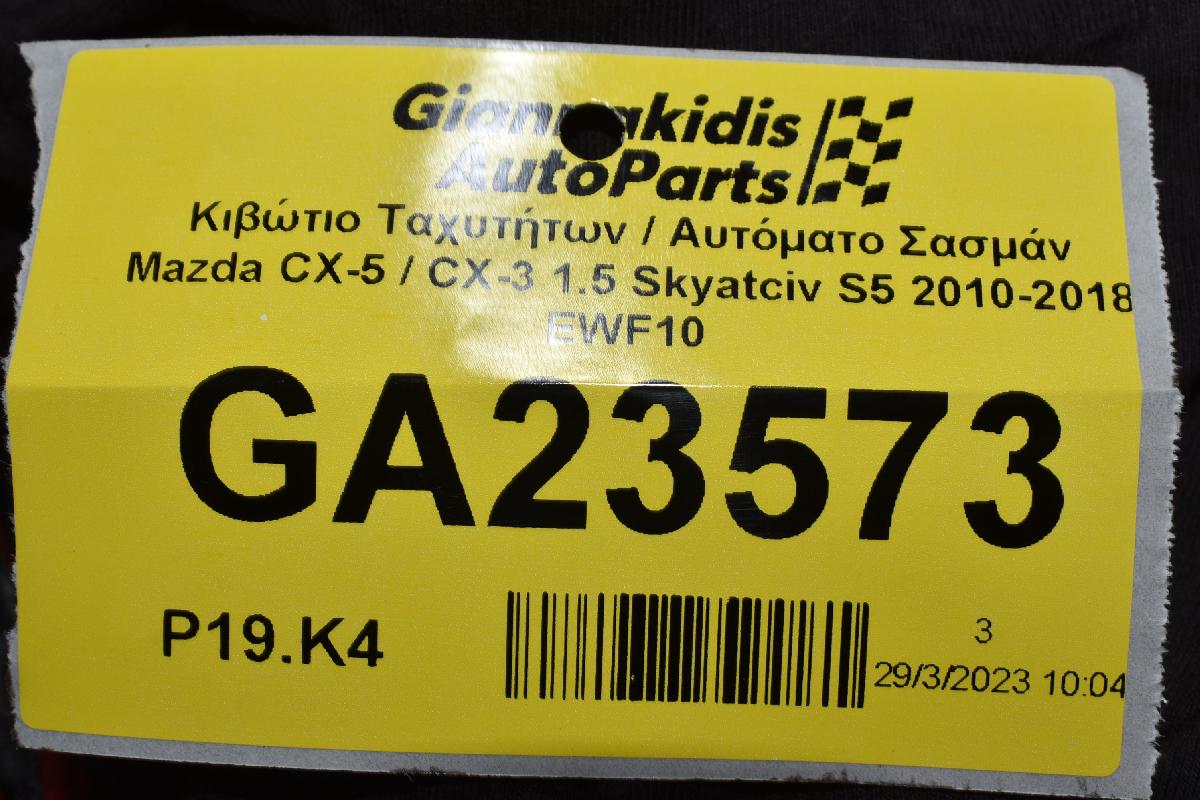 Giannakidis
AutoParts
Κιβώτιο Ταχυτήτων / Αυτόματο Σασμάν
Mazda CX-5 / CX-3 1.5 Skyatciv S5 2010-2018
EWF10
GA23573
P19.K4
3
29/3/2023 10:04